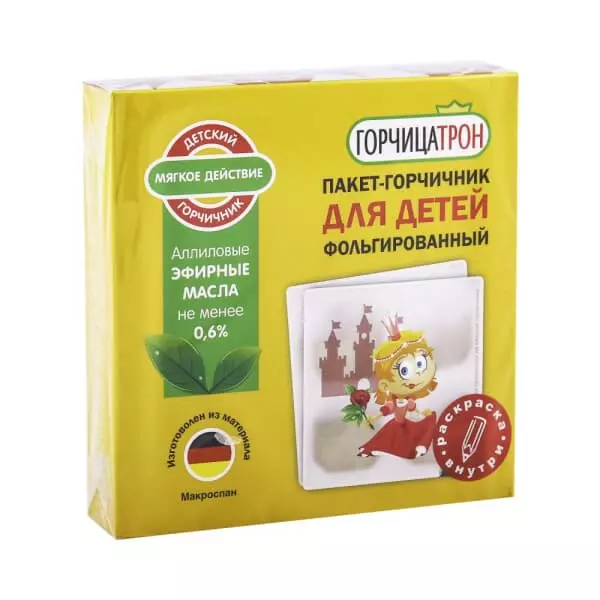 ДЕТСКИЙ
МЯГКОЕ ДЕЙСТВИЕ
ГОРЧИЧНИК
Аллиловые
ЭФИРНЫЕ
МАСЛА
не менее
0,6%
Изготовлен из материала
Макроспан
ГОРЧИЦАТРОН
ПАКЕТ-ГОРЧИЧНИК
ДЛЯ ДЕТЕЙ
ФОЛЬГИРОВАННЫЙ
раскраска
внутри